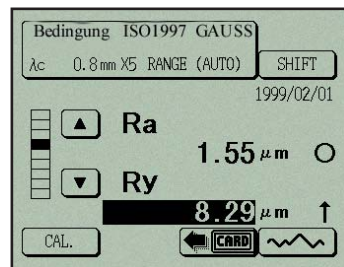 Bedingung ISO1997 GAUSS
λc 0.8mm X5 RANGE (AUTO) SHIFT
1999/02/01
Ra
1.55 μm
Ry
8.29 μm
CAL. CARD